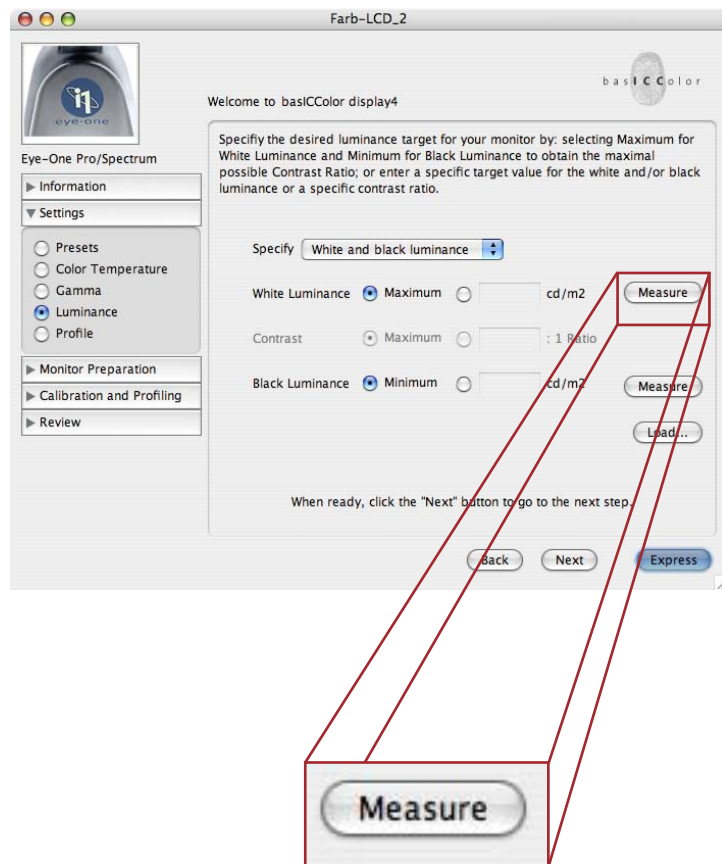 Farb-LCD_2
i1
eye-one
basICColor
Welcome to basICColor display4
Eye-One Pro/Spectrum
Information
Settings
Presets
Color Temperature
Gamma
Luminance
Profile
Monitor Preparation
Calibration and Profiling
Review
Specifiy the desired luminance target for your monitor by: selecting Maximum for
White Luminance and Minimum for Black Luminance to obtain the maximal
possible Contrast Ratio; or enter a specific target value for the white and/or black
luminance or a specific contrast ratio.
Specify White and black luminance
White Luminance Maximum cd/m2 Measure
Contrast Maximum : 1 Ratio
Black Luminance Minimum cd/m2 Measure
Load...
When ready, click the "Next" button to go to the next step.
Back Next Express
Measure